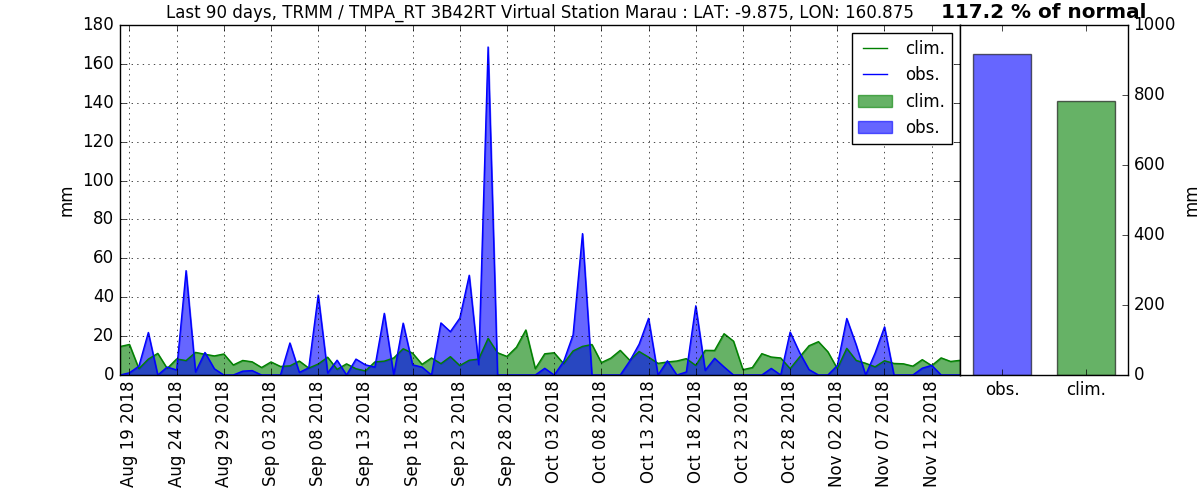 Last 90 days, TRMM / TMPA_RT 3B42RT Virtual Station Marau : LAT: -9.875, LON: 160.875
117.2 % of normal
180
160
140
120
100
80
60
40
20
0
mm
clim.
obs.
clim.
obs.
1000
800
600
400
200
0
mm
obs.
clim.
Aug 19 2018
Aug 24 2018
Aug 29 2018
Sep 03 2018
Sep 08 2018
Sep 13 2018
Sep 18 2018
Sep 23 2018
Sep 28 2018
Oct 03 2018
Oct 08 2018
Oct 13 2018
Oct 18 2018
Oct 23 2018
Oct 28 2018
Nov 02 2018
Nov 07 2018
Nov 12 2018